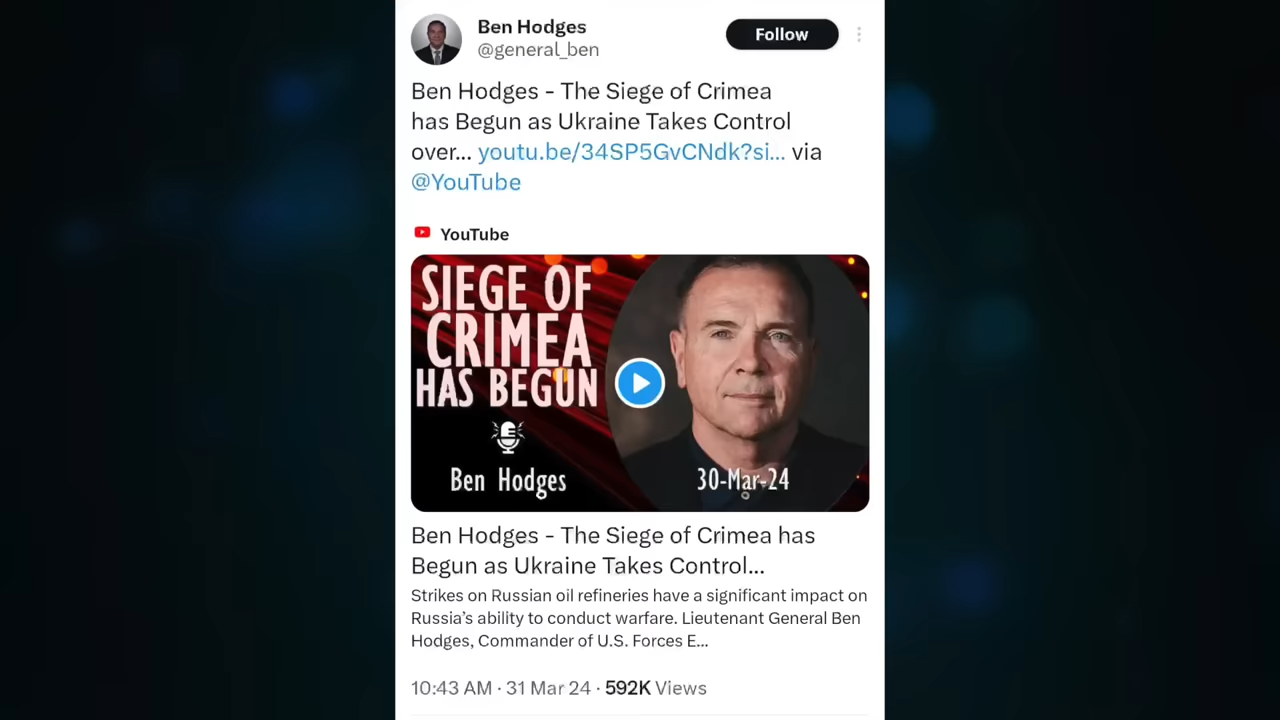 Ben Hodges
Follow
@general_ben
Ben Hodges - The Siege of Crimea
has Begun as Ukraine Takes Control
over... youtu.be/34SP5GvCNdk?si... via
@YouTube
YouTube
SIEGE OF
CRIMEA
HAS BEGUN
Ben Hodges
30-Mar-24
Ben Hodges - The Siege of Crimea has
Begun as Ukraine Takes Control...
Strikes on Russian oil refineries have a significant impact on
Russia’s ability to conduct warfare. Lieutenant General Ben
Hodges, Commander of U.S. Forces E...
10:43 AM · 31 Mar 24 · 592K Views